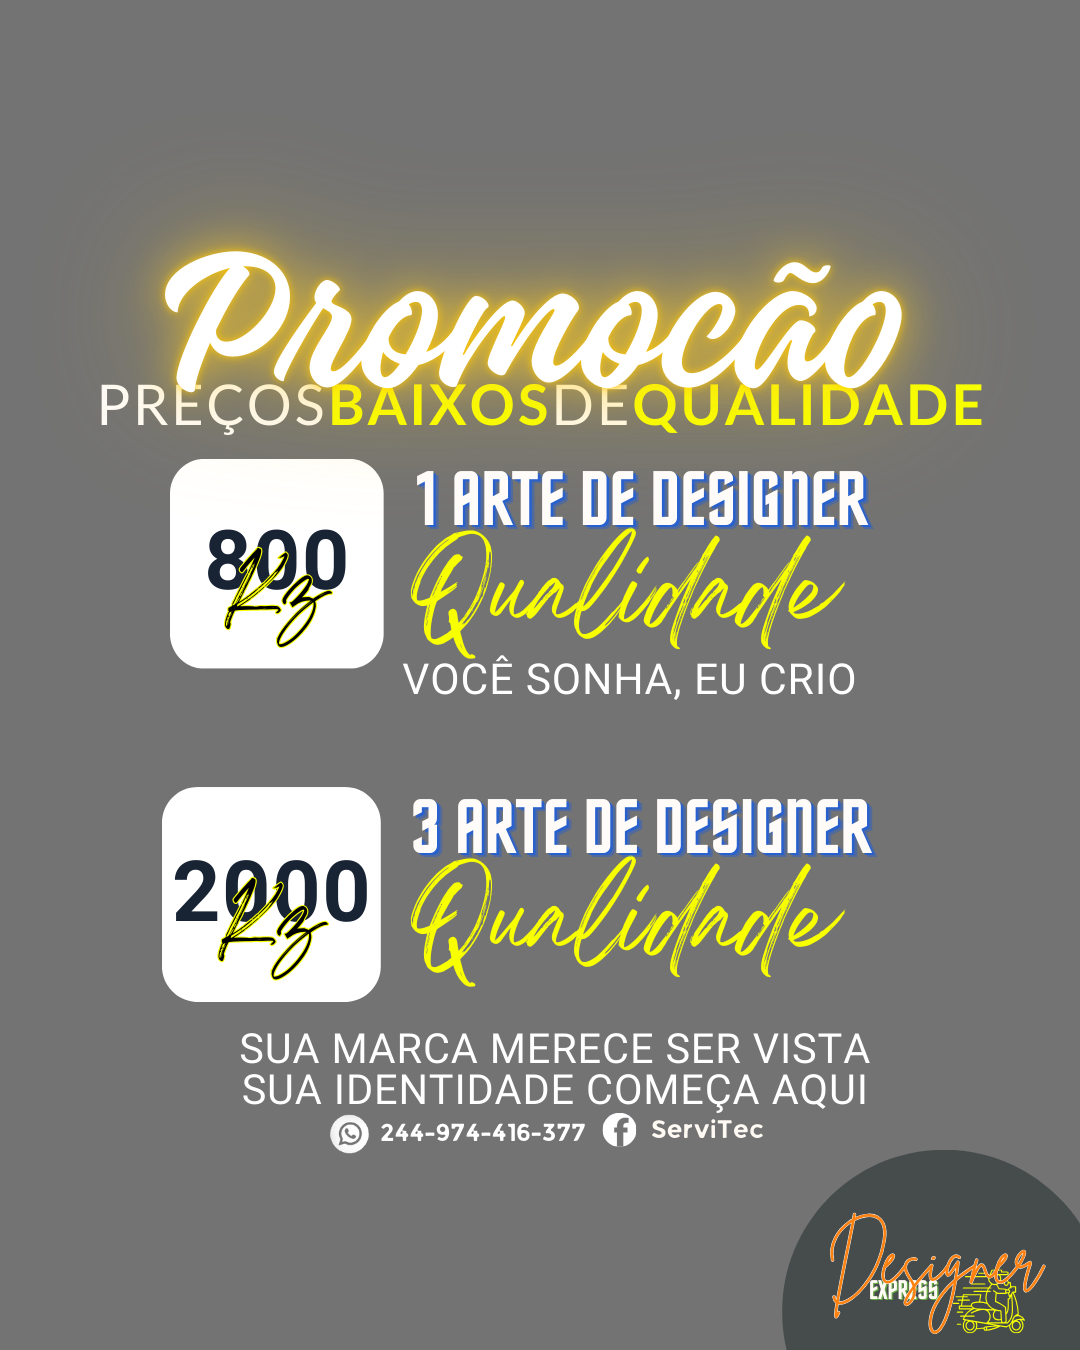 Promocão
PREÇOSBAIXOSDEQUALIDADE
800
Kz
1 ARTE DE DESIGNER
Qualidade
VOCÊ SONHA, EU CRIO
2000
Kz
3 ARTE DE DESIGNER
Qualidade
SUA MARCA MERECE SER VISTA
SUA IDENTIDADE COMEÇA AQUI
244-974-416-377 ServiTec
Designer
EXPRESS